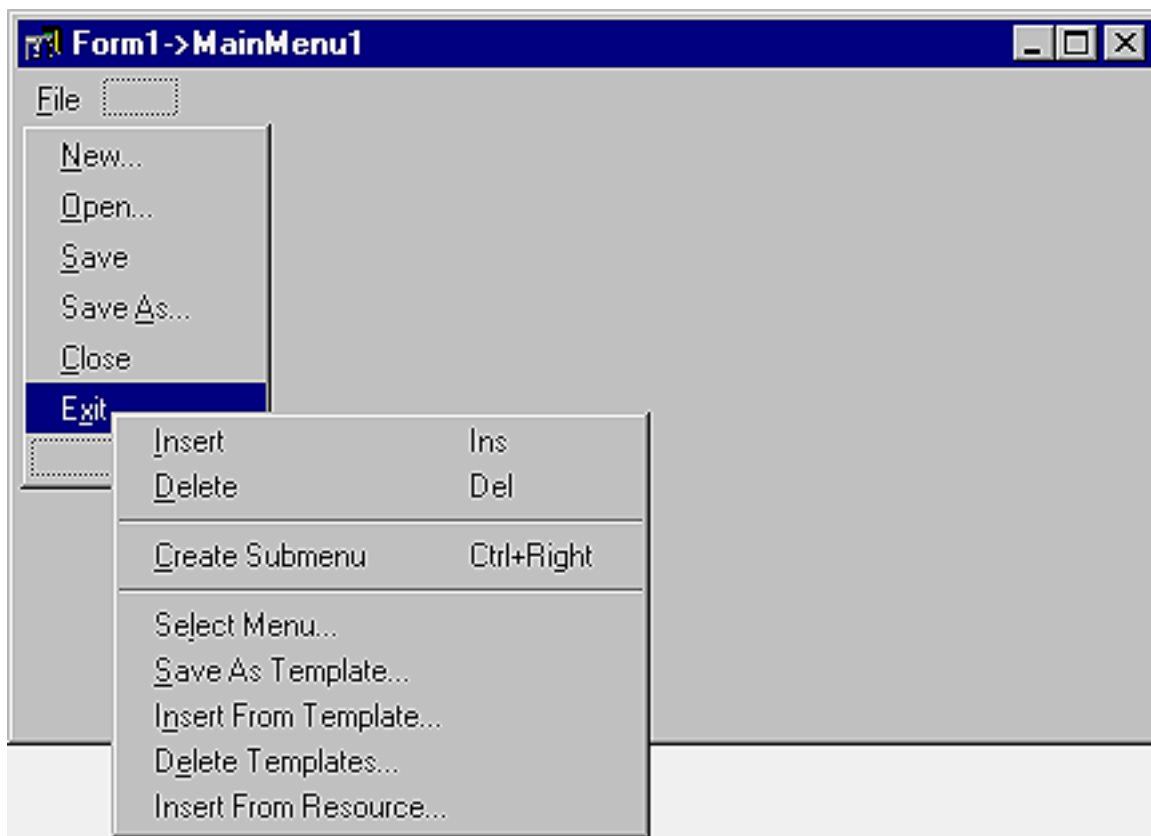 Form1->MainMenu1
File
New...
Open...
Save
Save As...
Close
Exit
Insert Ins
Delete Del
Create Submenu Ctrl+Right
Select Menu...
Save As Template...
Insert From Template...
Delete Templates...
Insert From Resource...